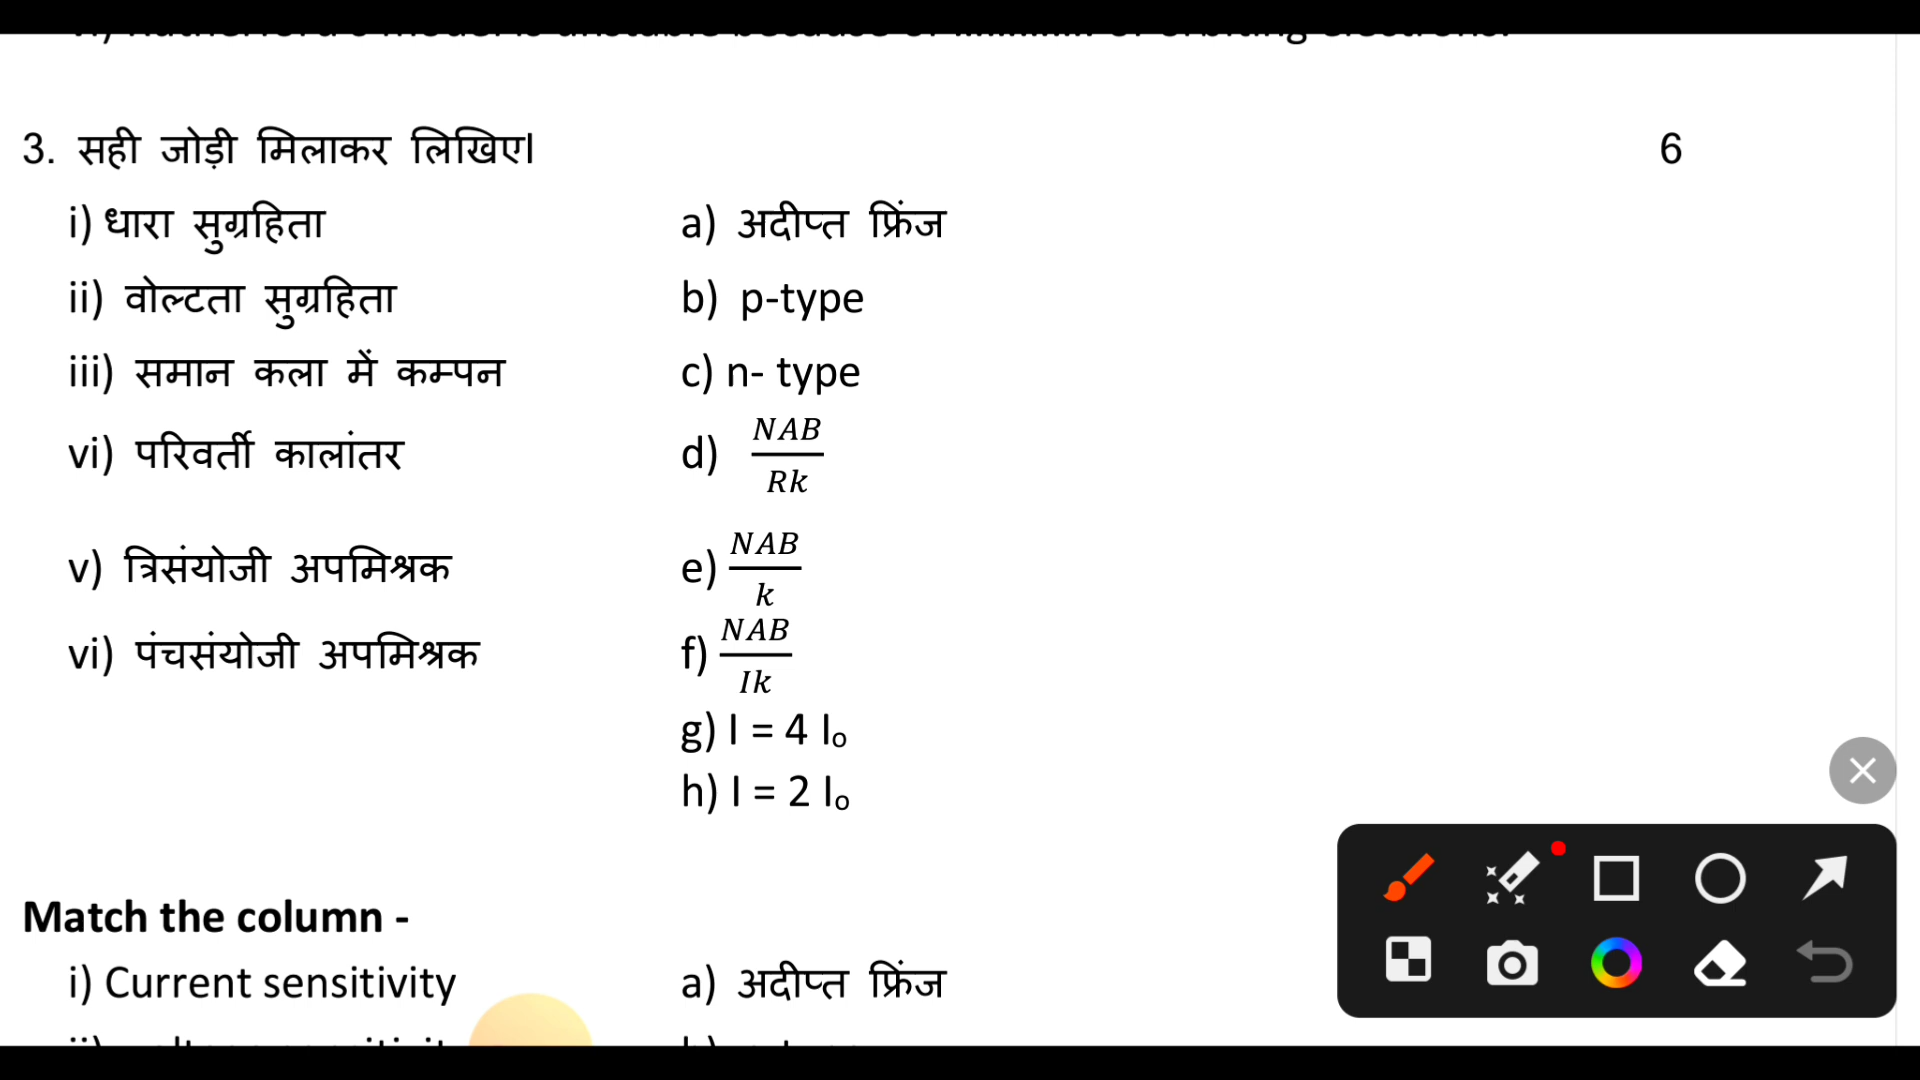 3. सही जोड़ी मिलाकर लिखिए। 6
i) धारा सुग्रहिता a) अदीप्त फ्रिंज
ii) वोल्टता सुग्रहिता b) p-type
iii) समान कला में कम्पन c) n- type
vi) परिवर्ती कालांतर d) NAB/Rk
v) त्रिसंयोजी अपमिश्रक e) NAB/k
vi) पंचसंयोजी अपमिश्रक f) NAB/Ik
g) I = 4 Iₒ
h) I = 2 Iₒ
Match the column -
i) Current sensitivity a) अदीप्त फ्रिंज